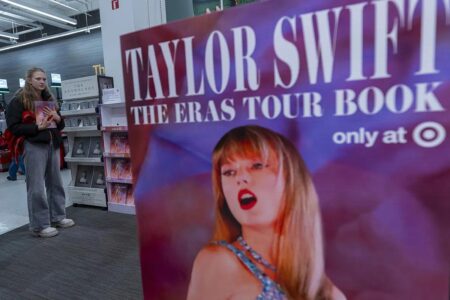 TAYLOR SWIFT
THE ERAS TOUR BOOK
only at